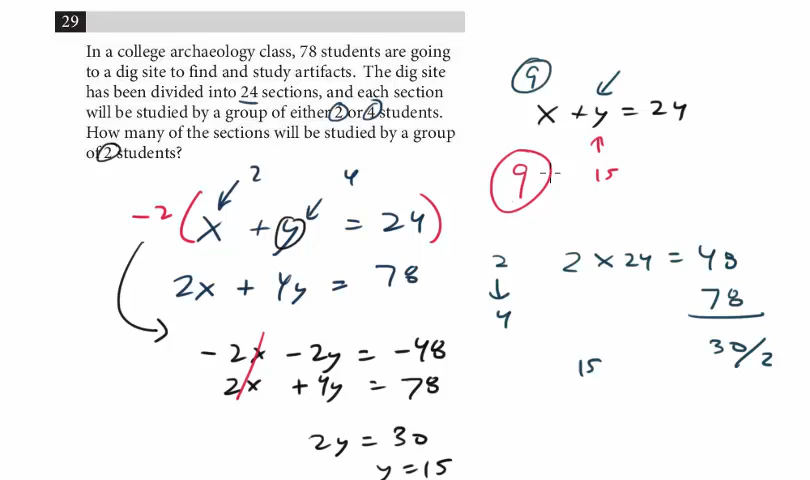 29
In a college archaeology class, 78 students are going
to a dig site to find and study artifacts. The dig site
has been divided into 24 sections, and each section
will be studied by a group of either 2 or 4 students.
How many of the sections will be studied by a group
of 2 students?
2 4
-2(x + y = 24)
2x + 4y = 78
-2x - 2y = -48
2x + 4y = 78
2y = 30
y = 15
9
x + y = 24
9 15
2 2 x 24 = 48
4 78
30/2
15